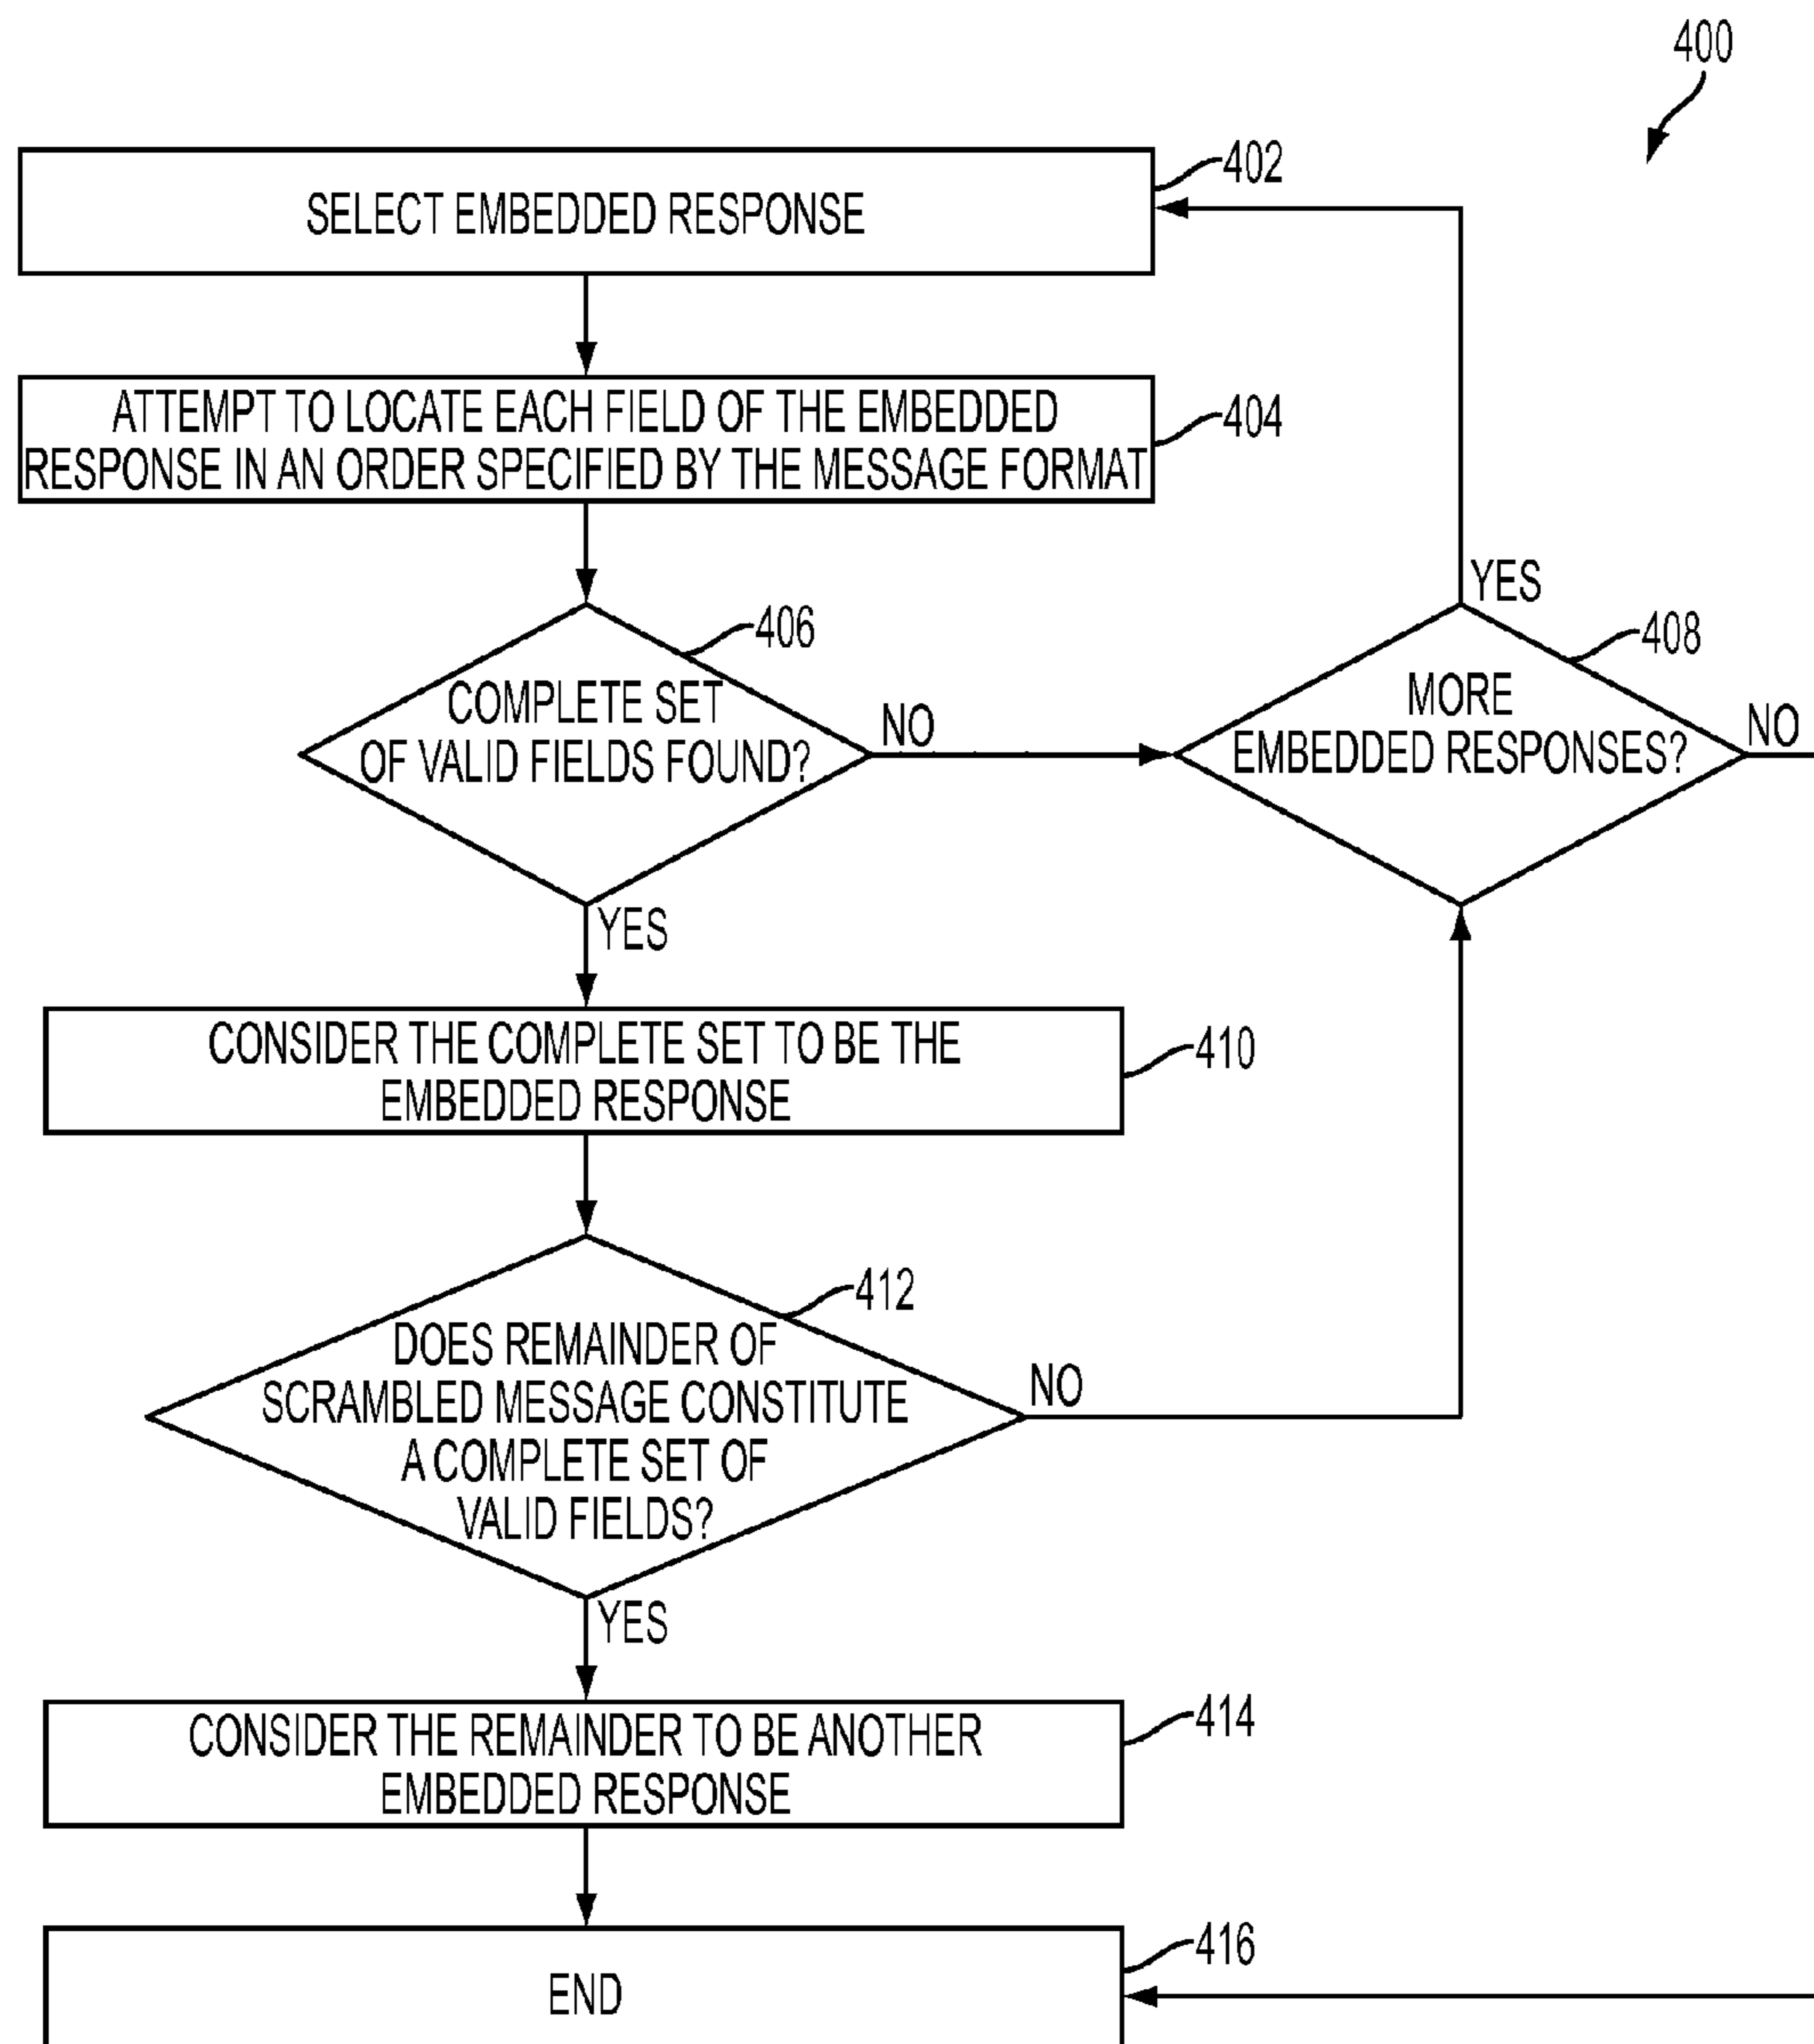 400
402
SELECT EMBEDDED RESPONSE
ATTEMPT TO LOCATE EACH FIELD OF THE EMBEDDED
RESPONSE IN AN ORDER SPECIFIED BY THE MESSAGE FORMAT
404
YES
406
408
COMPLETE SET
OF VALID FIELDS FOUND?
NO
MORE
EMBEDDED RESPONSES?
NO
YES
CONSIDER THE COMPLETE SET TO BE THE
EMBEDDED RESPONSE
410
412
DOES REMAINDER OF
SCRAMBLED MESSAGE CONSTITUTE
A COMPLETE SET OF
VALID FIELDS?
NO
YES
CONSIDER THE REMAINDER TO BE ANOTHER
EMBEDDED RESPONSE
414
416
END